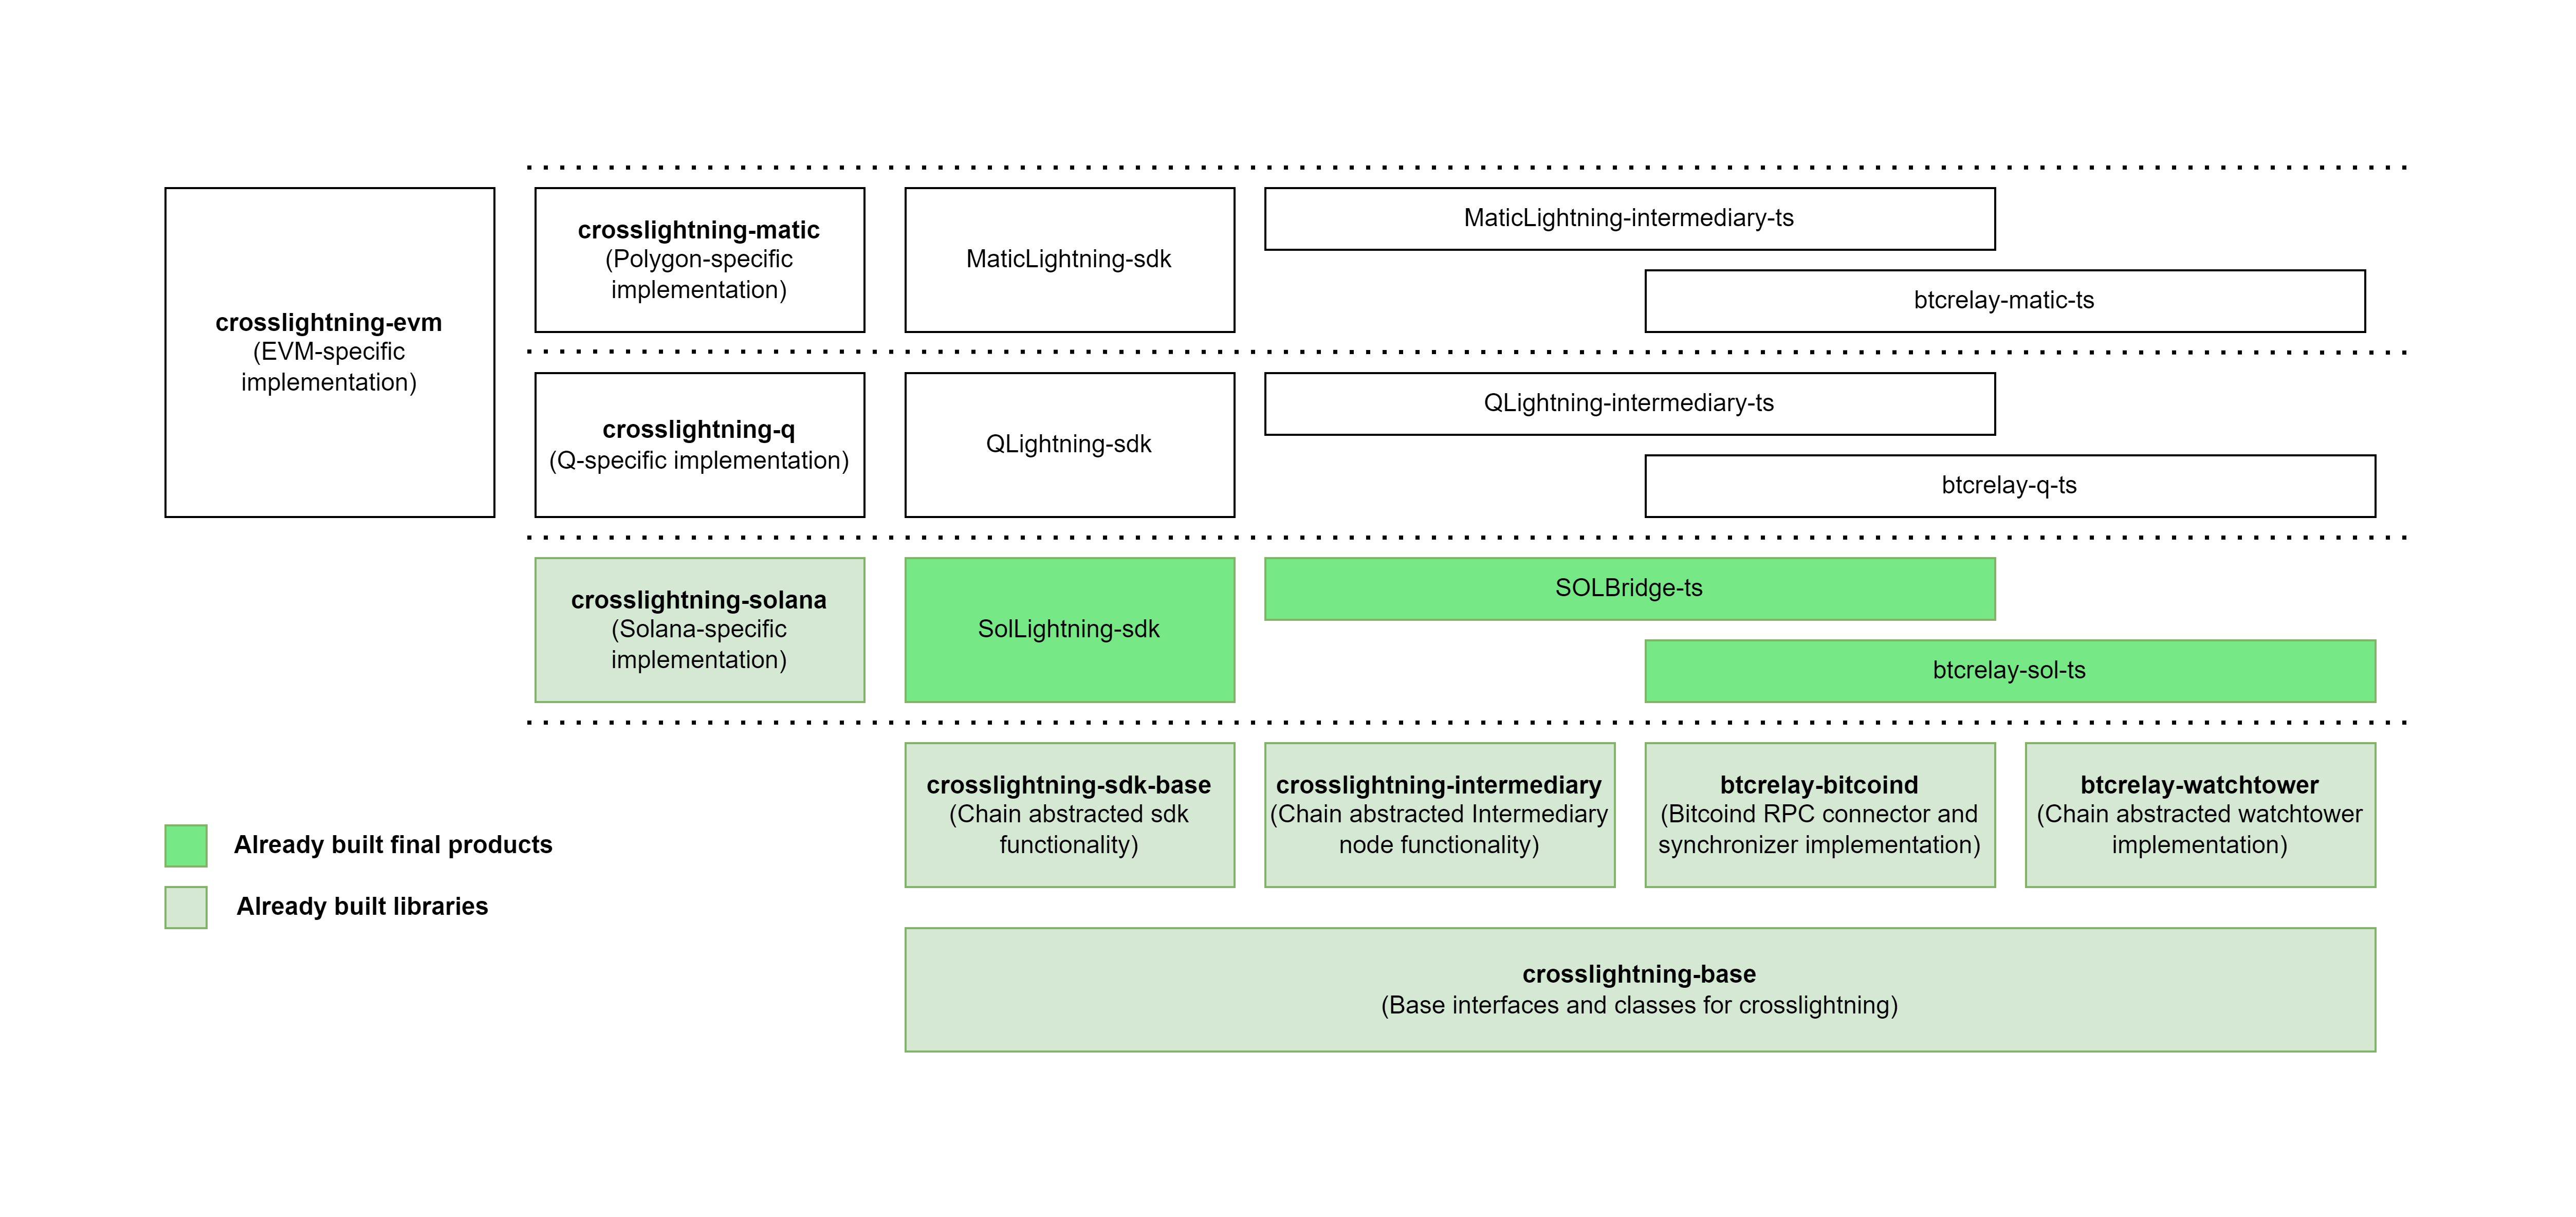 crosslightning-evm
(EVM-specific
implementation)
crosslightning-matic
(Polygon-specific
implementation)
MaticLightning-sdk
MaticLightning-intermediary-ts
btcrelay-matic-ts
crosslightning-q
(Q-specific implementation)
QLightning-sdk
QLightning-intermediary-ts
btcrelay-q-ts
crosslightning-solana
(Solana-specific
implementation)
SolLightning-sdk
SOLBridge-ts
btcrelay-sol-ts
crosslightning-sdk-base
(Chain abstracted sdk
functionality)
crosslightning-intermediary
(Chain abstracted Intermediary
node functionality)
btcrelay-bitcoind
(Bitcoind RPC connector and
synchronizer implementation)
btcrelay-watchtower
(Chain abstracted watchtower
implementation)
Already built final products
Already built libraries
crosslightning-base
(Base interfaces and classes for crosslightning)